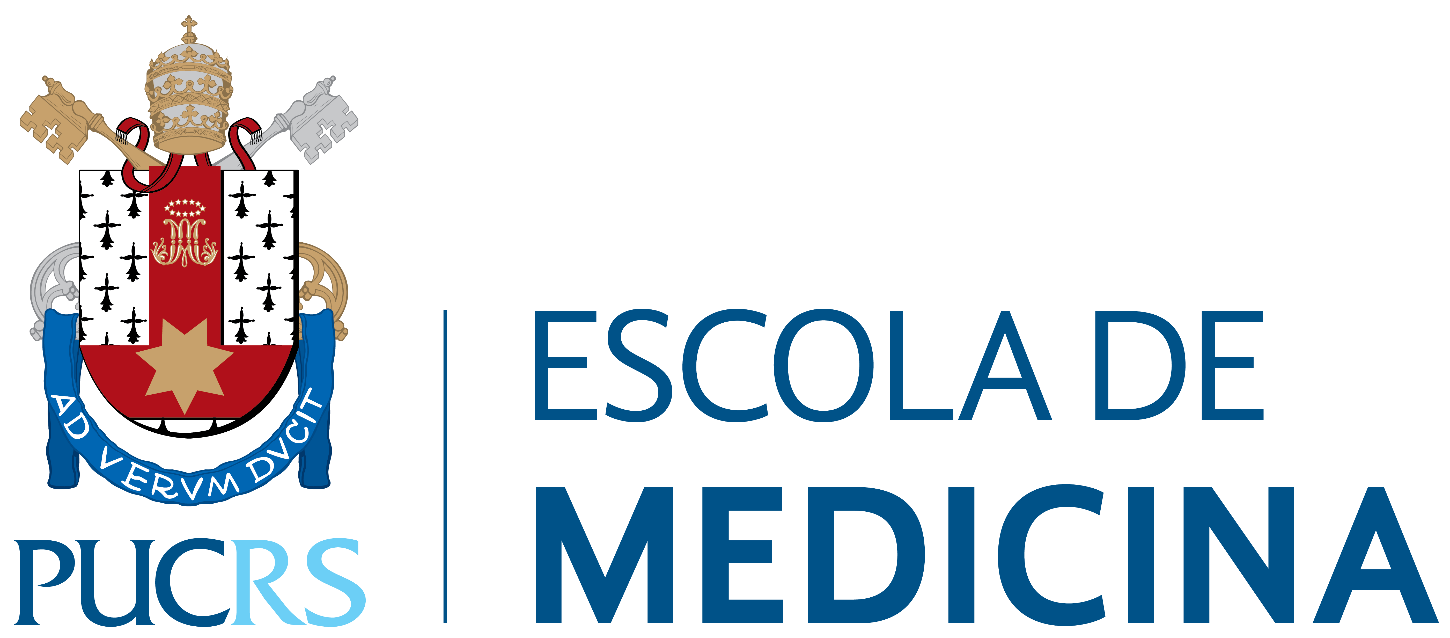 AD VERVM DVCIT
PUCRS
ESCOLA DE
MEDICINA